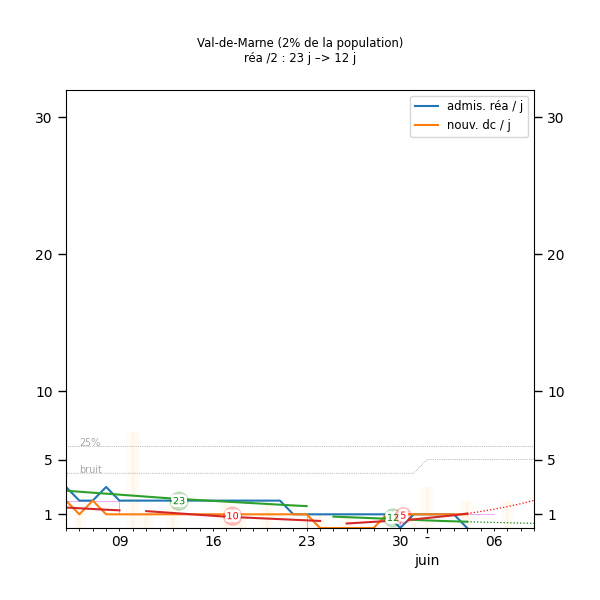 Val-de-Marne (2% de la population)
réa /2 : 23 j –> 12 j
admis. réa / j
nouv. dc / j
30 30
20 20
10 10
25%
5 5
bruit
23
10
12
5
1 1
09 16 23 30 - 06
juin